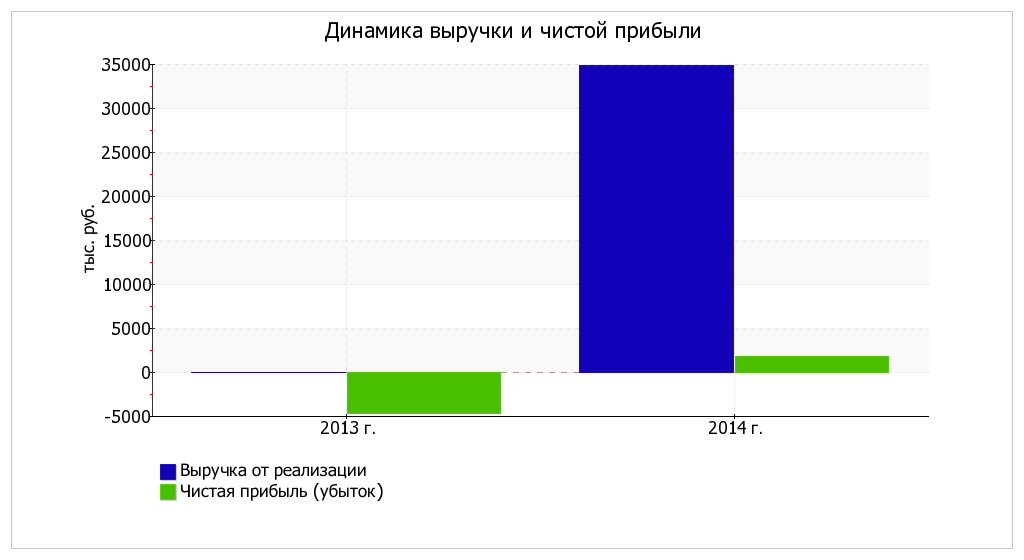 Динамика выручки и чистой прибыли
35000
30000
25000
20000
15000
10000
5000
0
-5000
тыс. руб.
2013 г.
2014 г.
Выручка от реализации
Чистая прибыль (убыток)